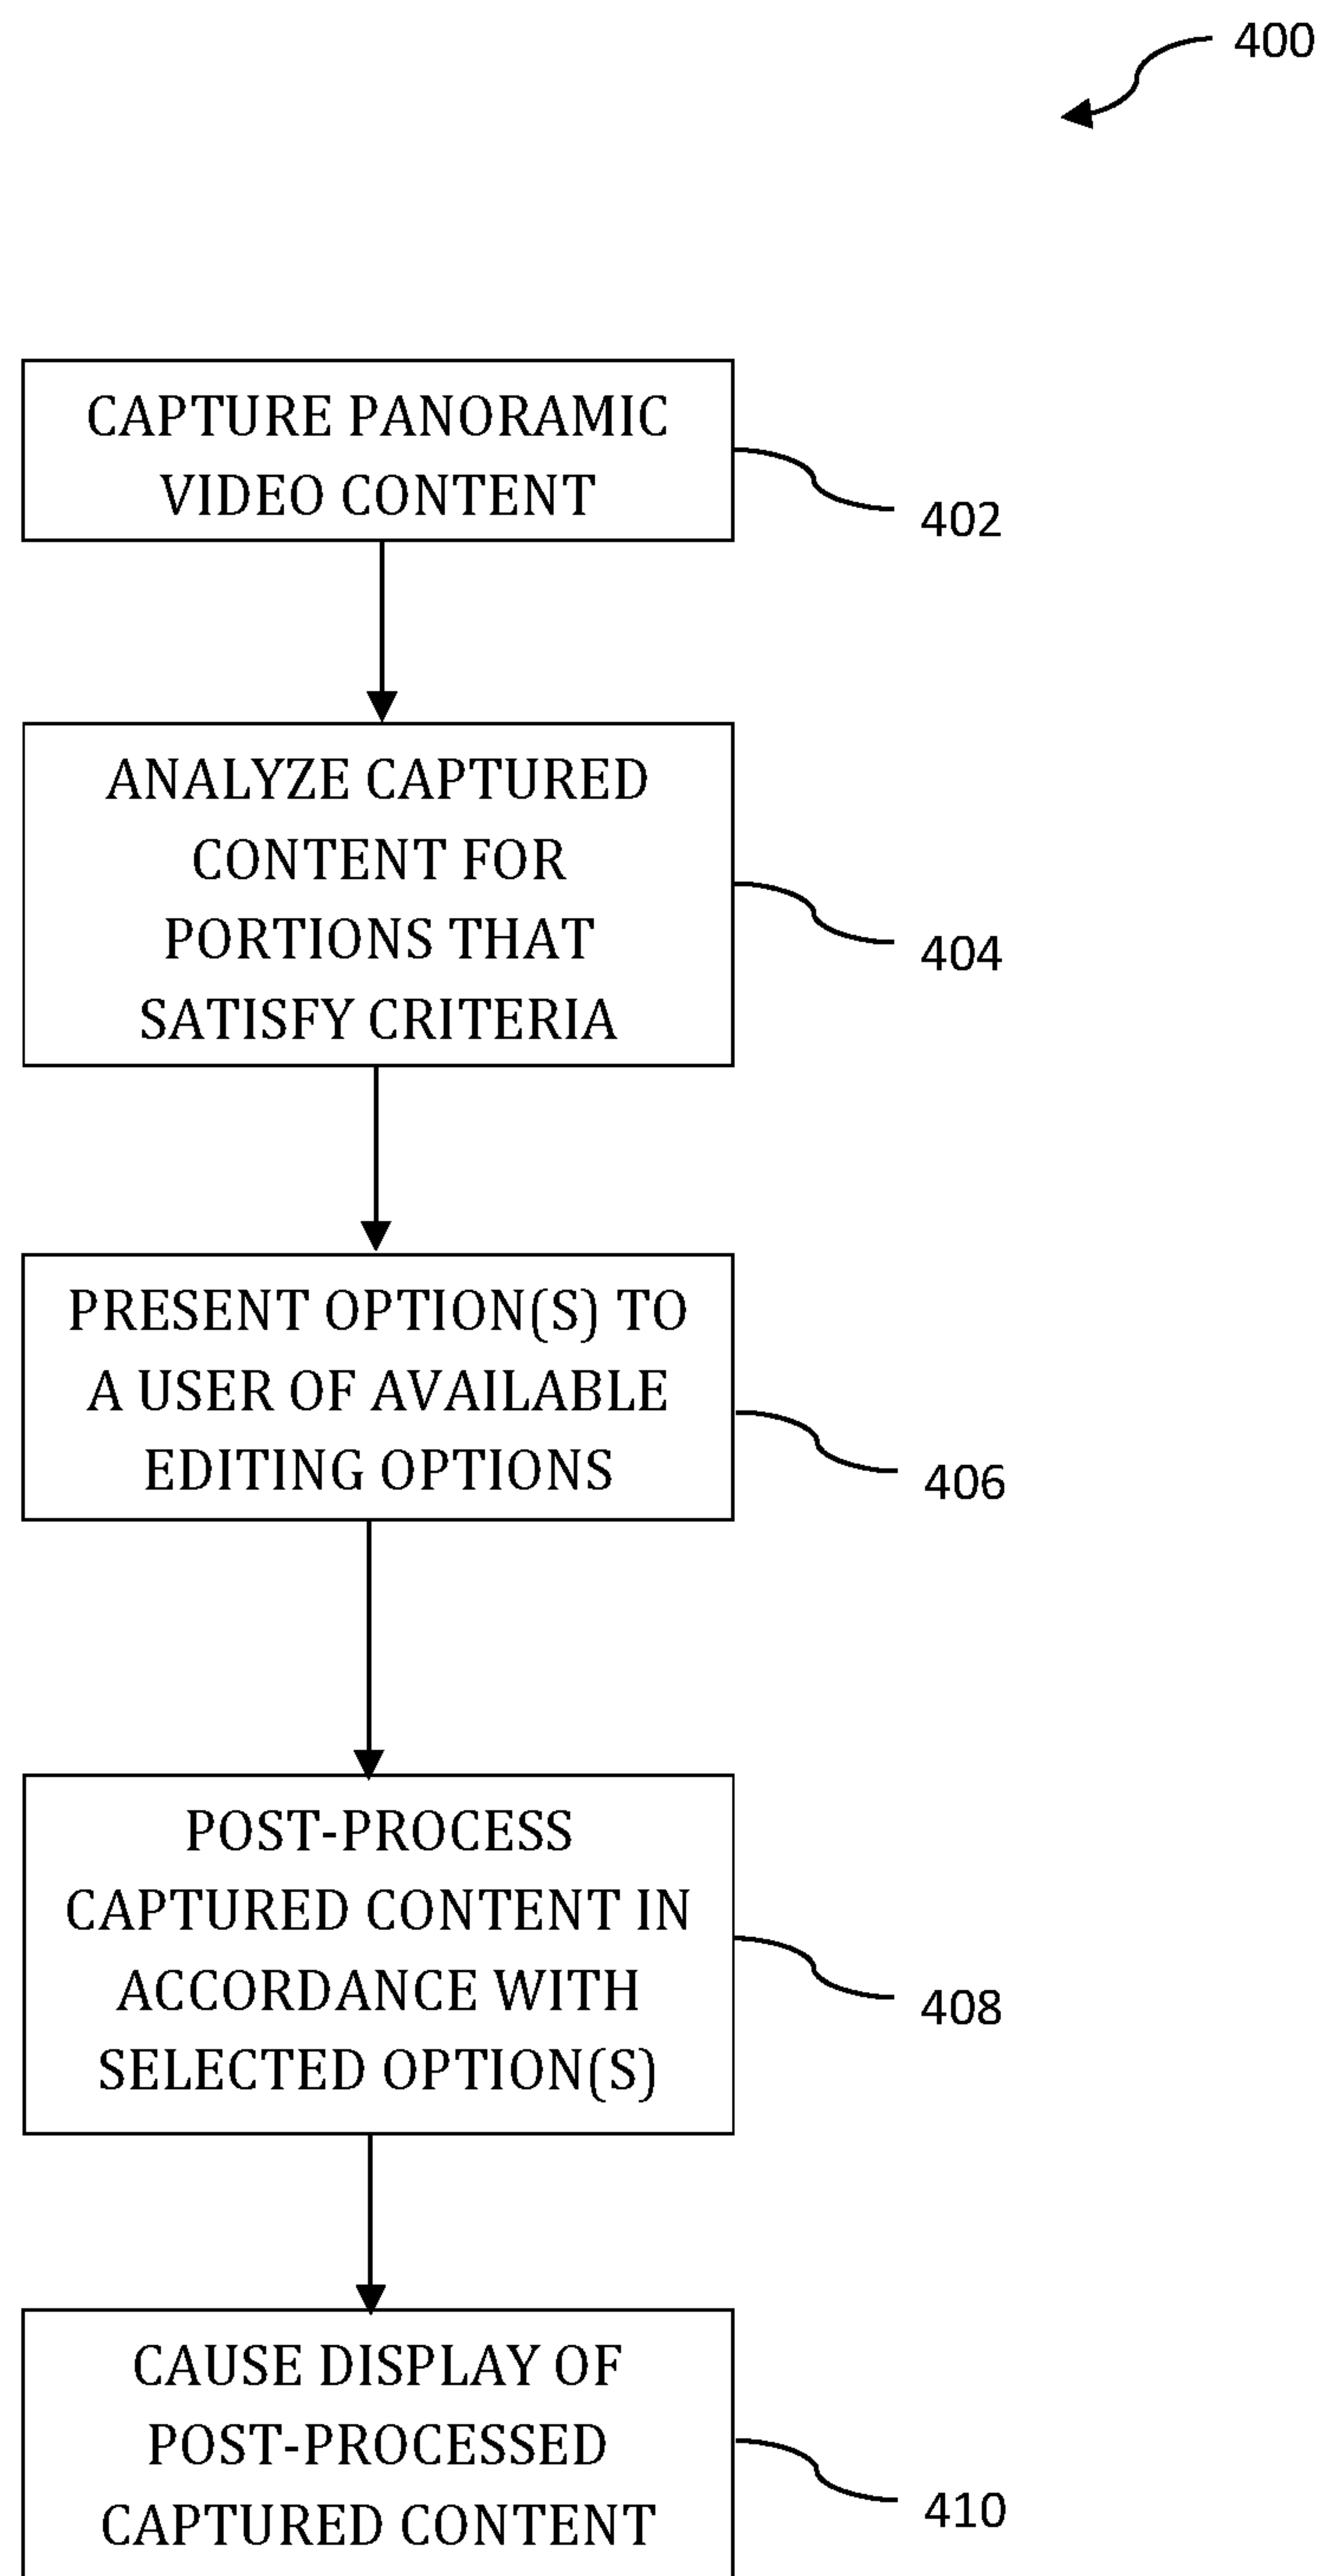 400
CAPTURE PANORAMIC
VIDEO CONTENT
402
ANALYZE CAPTURED
CONTENT FOR
PORTIONS THAT
SATISFY CRITERIA
404
PRESENT OPTION(S) TO
A USER OF AVAILABLE
EDITING OPTIONS
406
POST-PROCESS
CAPTURED CONTENT IN
ACCORDANCE WITH
SELECTED OPTION(S)
408
CAUSE DISPLAY OF
POST-PROCESSED
CAPTURED CONTENT
410